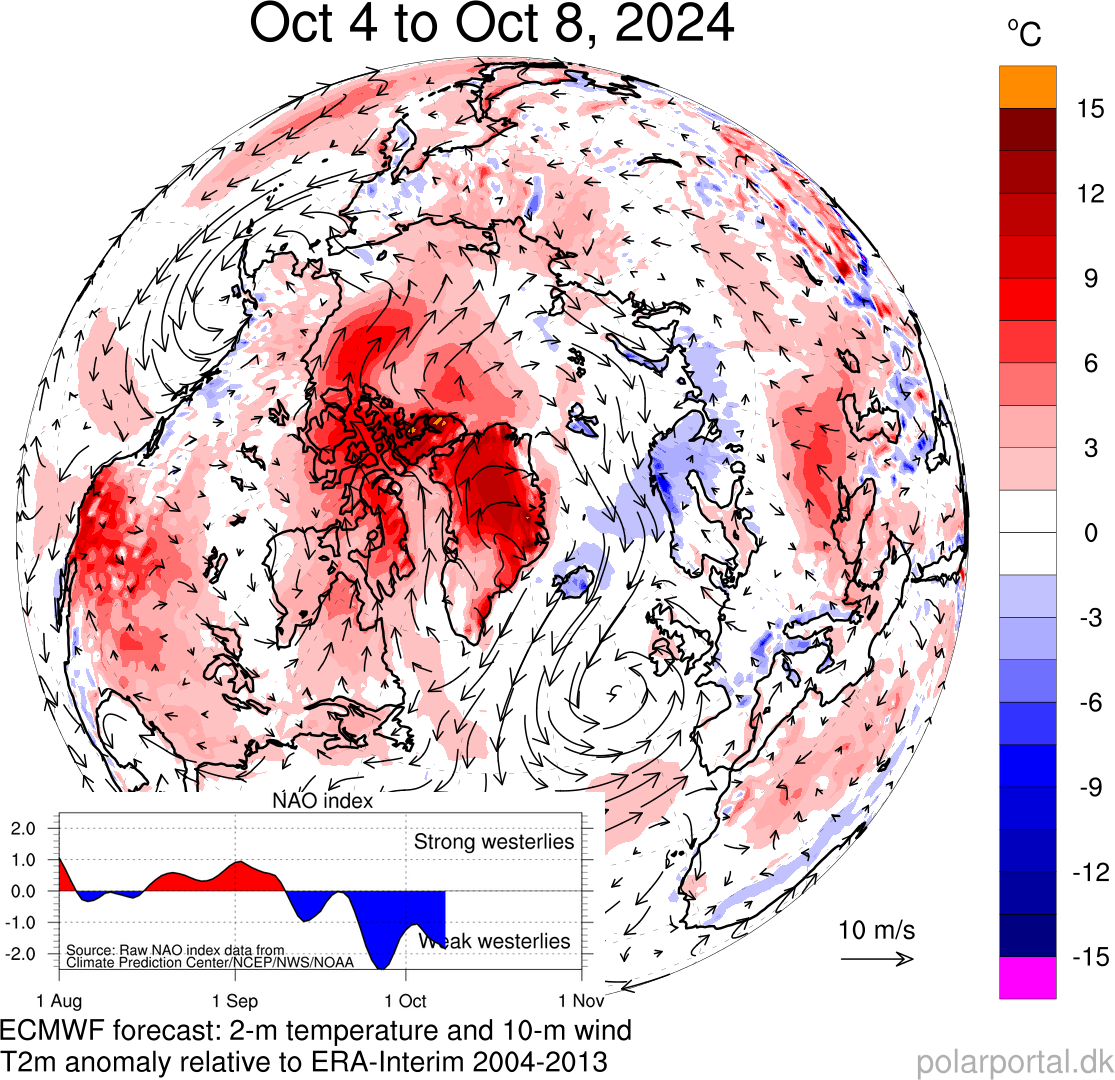 Oct 4 to Oct 8, 2024
°C
15
12
9
6
3
0
-3
-6
-9
-12
-15
10 m/s
NAO index
2.0
1.0
0.0
-1.0
-2.0
Strong westerlies
Weak westerlies
Source: Raw NAO index data from
Climate Prediction Center/NCEP/NWS/NOAA
1 Aug
1 Sep
1 Oct
1 Nov
ECMWF forecast: 2-m temperature and 10-m wind
T2m anomaly relative to ERA-Interim 2004-2013
polarportal.dk